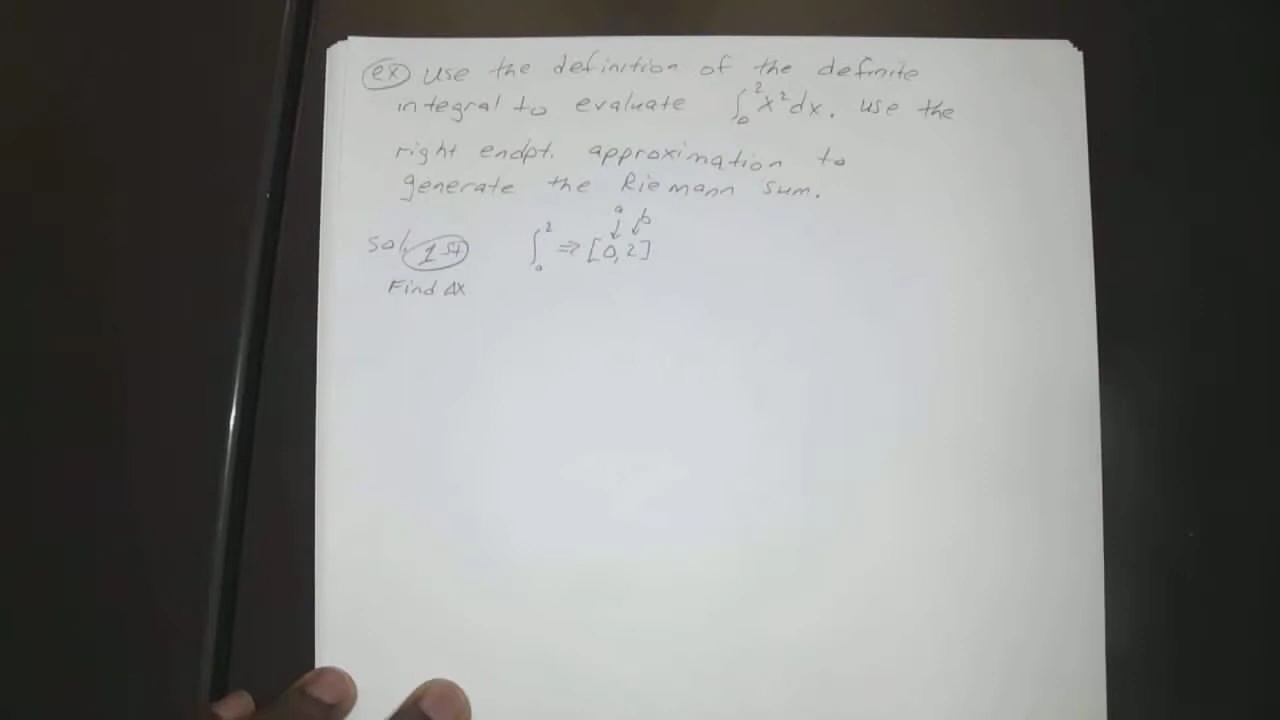 ex Use the definition of the definite
integral to evaluate ∫₀² x² dx. Use the
right endpt. approximation to
generate the Riemann sum.
a b
Sol. 1st ∫₀² ⇒ [0, 2]
Find Δx